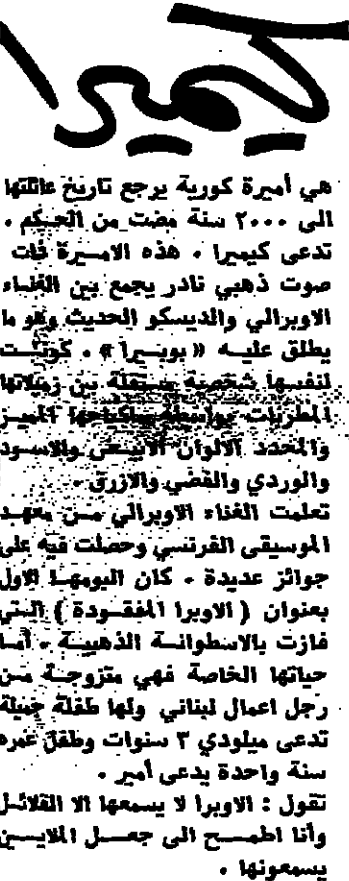 كيميرا
هي أميرة كورية يرجع تاريخ عائلتها
الى ٢٠٠٠ سنة مضت من الحكم .
تدعى كيميرا . هذه الامسيرة ذات
صوت ذهبي نادر يجمع بين الغناء
الاوبرالي والديسكو الحديث وهو ما
يطلق عليه « بوبيرا » . كونت
لنفسها شخصية مستقلة بين زميلاتها
المطربات بواسطة ماكياجها المميز
والمحدد الالوان الابيض والاسود
والوردي والفضي والازرق .
تعلمت الغناء الاوبرالي من معهد
الموسيقى الفرنسي وحصلت فيه على
جوائز عديدة . كان البومها الاول
بعنوان ( الاوبرا المفقودة ) التي
فازت بالاسطوانة الذهبية . أما
حياتها الخاصة فهي متزوجة من
رجل اعمال لبناني ولها طفلة جميلة
تدعى ميلودي ٣ سنوات وطفل عمره
سنة واحدة يدعى أمير .
تقول : الاوبرا لا يسمعها الا القلائل
وأنا اطمح الى جعل الملايين
يسمعونها .